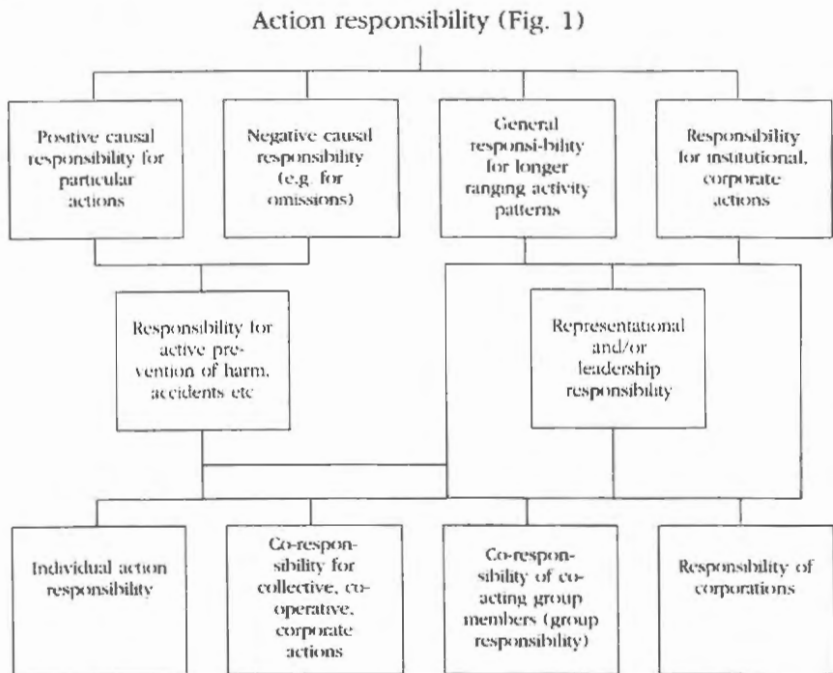 Action responsibility (Fig. 1)
Positive causal
responsibility for
particular
actions
Negative causal
responsibility
(e.g. for
omissions)
General
responsi-bility
for longer
ranging activity
patterns
Responsibility
for institutional,
corporate
actions
Responsibility for
active pre-
vention of harm,
accidents etc
Representational
and/or
leadership
responsibility
Individual action
responsibility
Co-respon-
sibility for
collective, co-
operative,
corporate
actions
Co-respon-
sibility of co-
acting group
members (group
responsibility)
Responsibility of
corporations